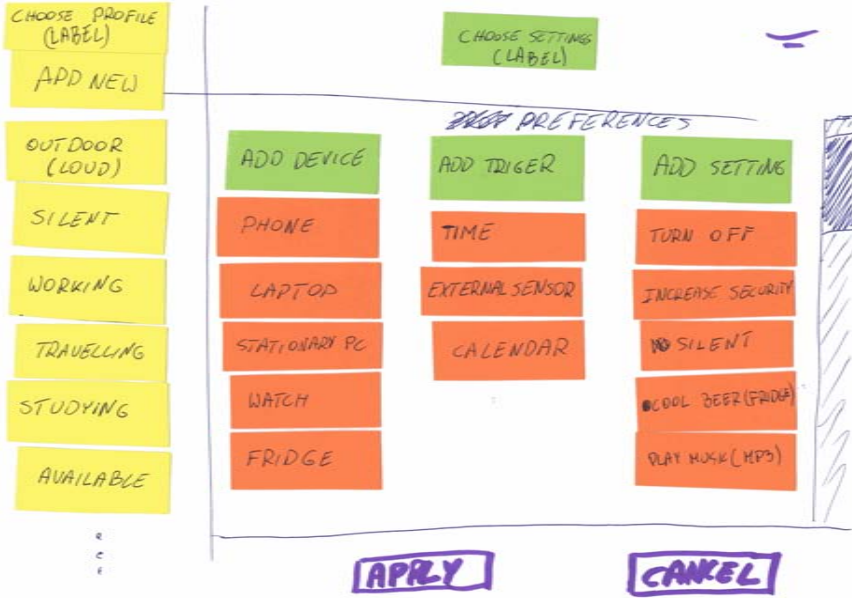 CHOOSE PROFILE
(LABEL)
ADD NEW
OUTDOOR
(LOUD)
SILENT
WORKING
TRAVELLING
STUDYING
AVAILABLE
CHOOSE SETTINGS
(LABEL)
PREFERENCES
ADD DEVICE
PHONE
LAPTOP
STATIONARY PC
WATCH
FRIDGE
ADD TRIGER
TIME
EXTERNAL SENSOR
CALENDAR
ADD SETTING
TURN OFF
INCREASE SECURITY
SILENT
COOL BEER (FRIDGE)
PLAY MUSIK (MP3)
APPLY
CANCEL